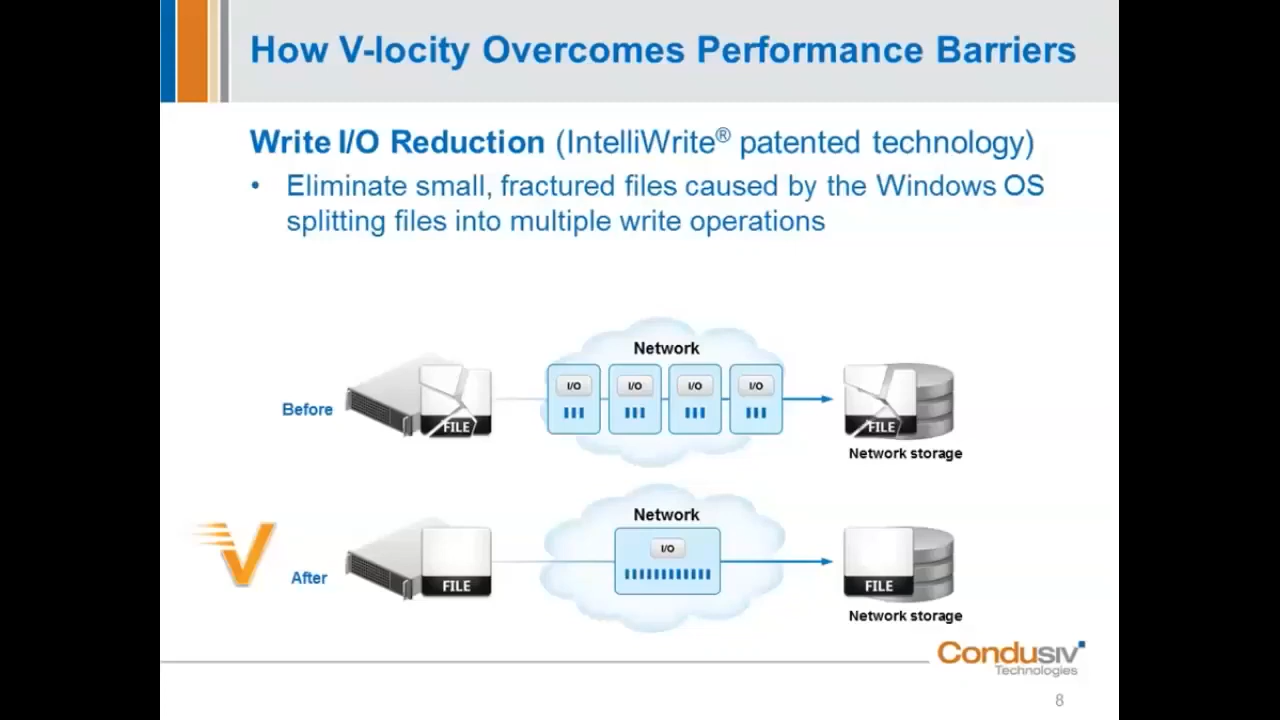 How V-locity Overcomes Performance Barriers
Write I/O Reduction (IntelliWrite® patented technology)
• Eliminate small, fractured files caused by the Windows OS
splitting files into multiple write operations
Network
I/O I/O I/O I/O
Before
FILE
FILE
Network storage
Network
I/O
V
After
FILE
FILE
Network storage
Condusiv
Technologies
8